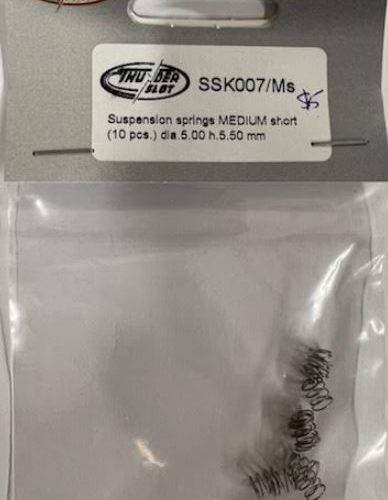 THUNDER
SLOT
SSK007/Ms
$5
Suspension springs MEDIUM short
(10 pcs.) dia.5.00 h.5.50 mm